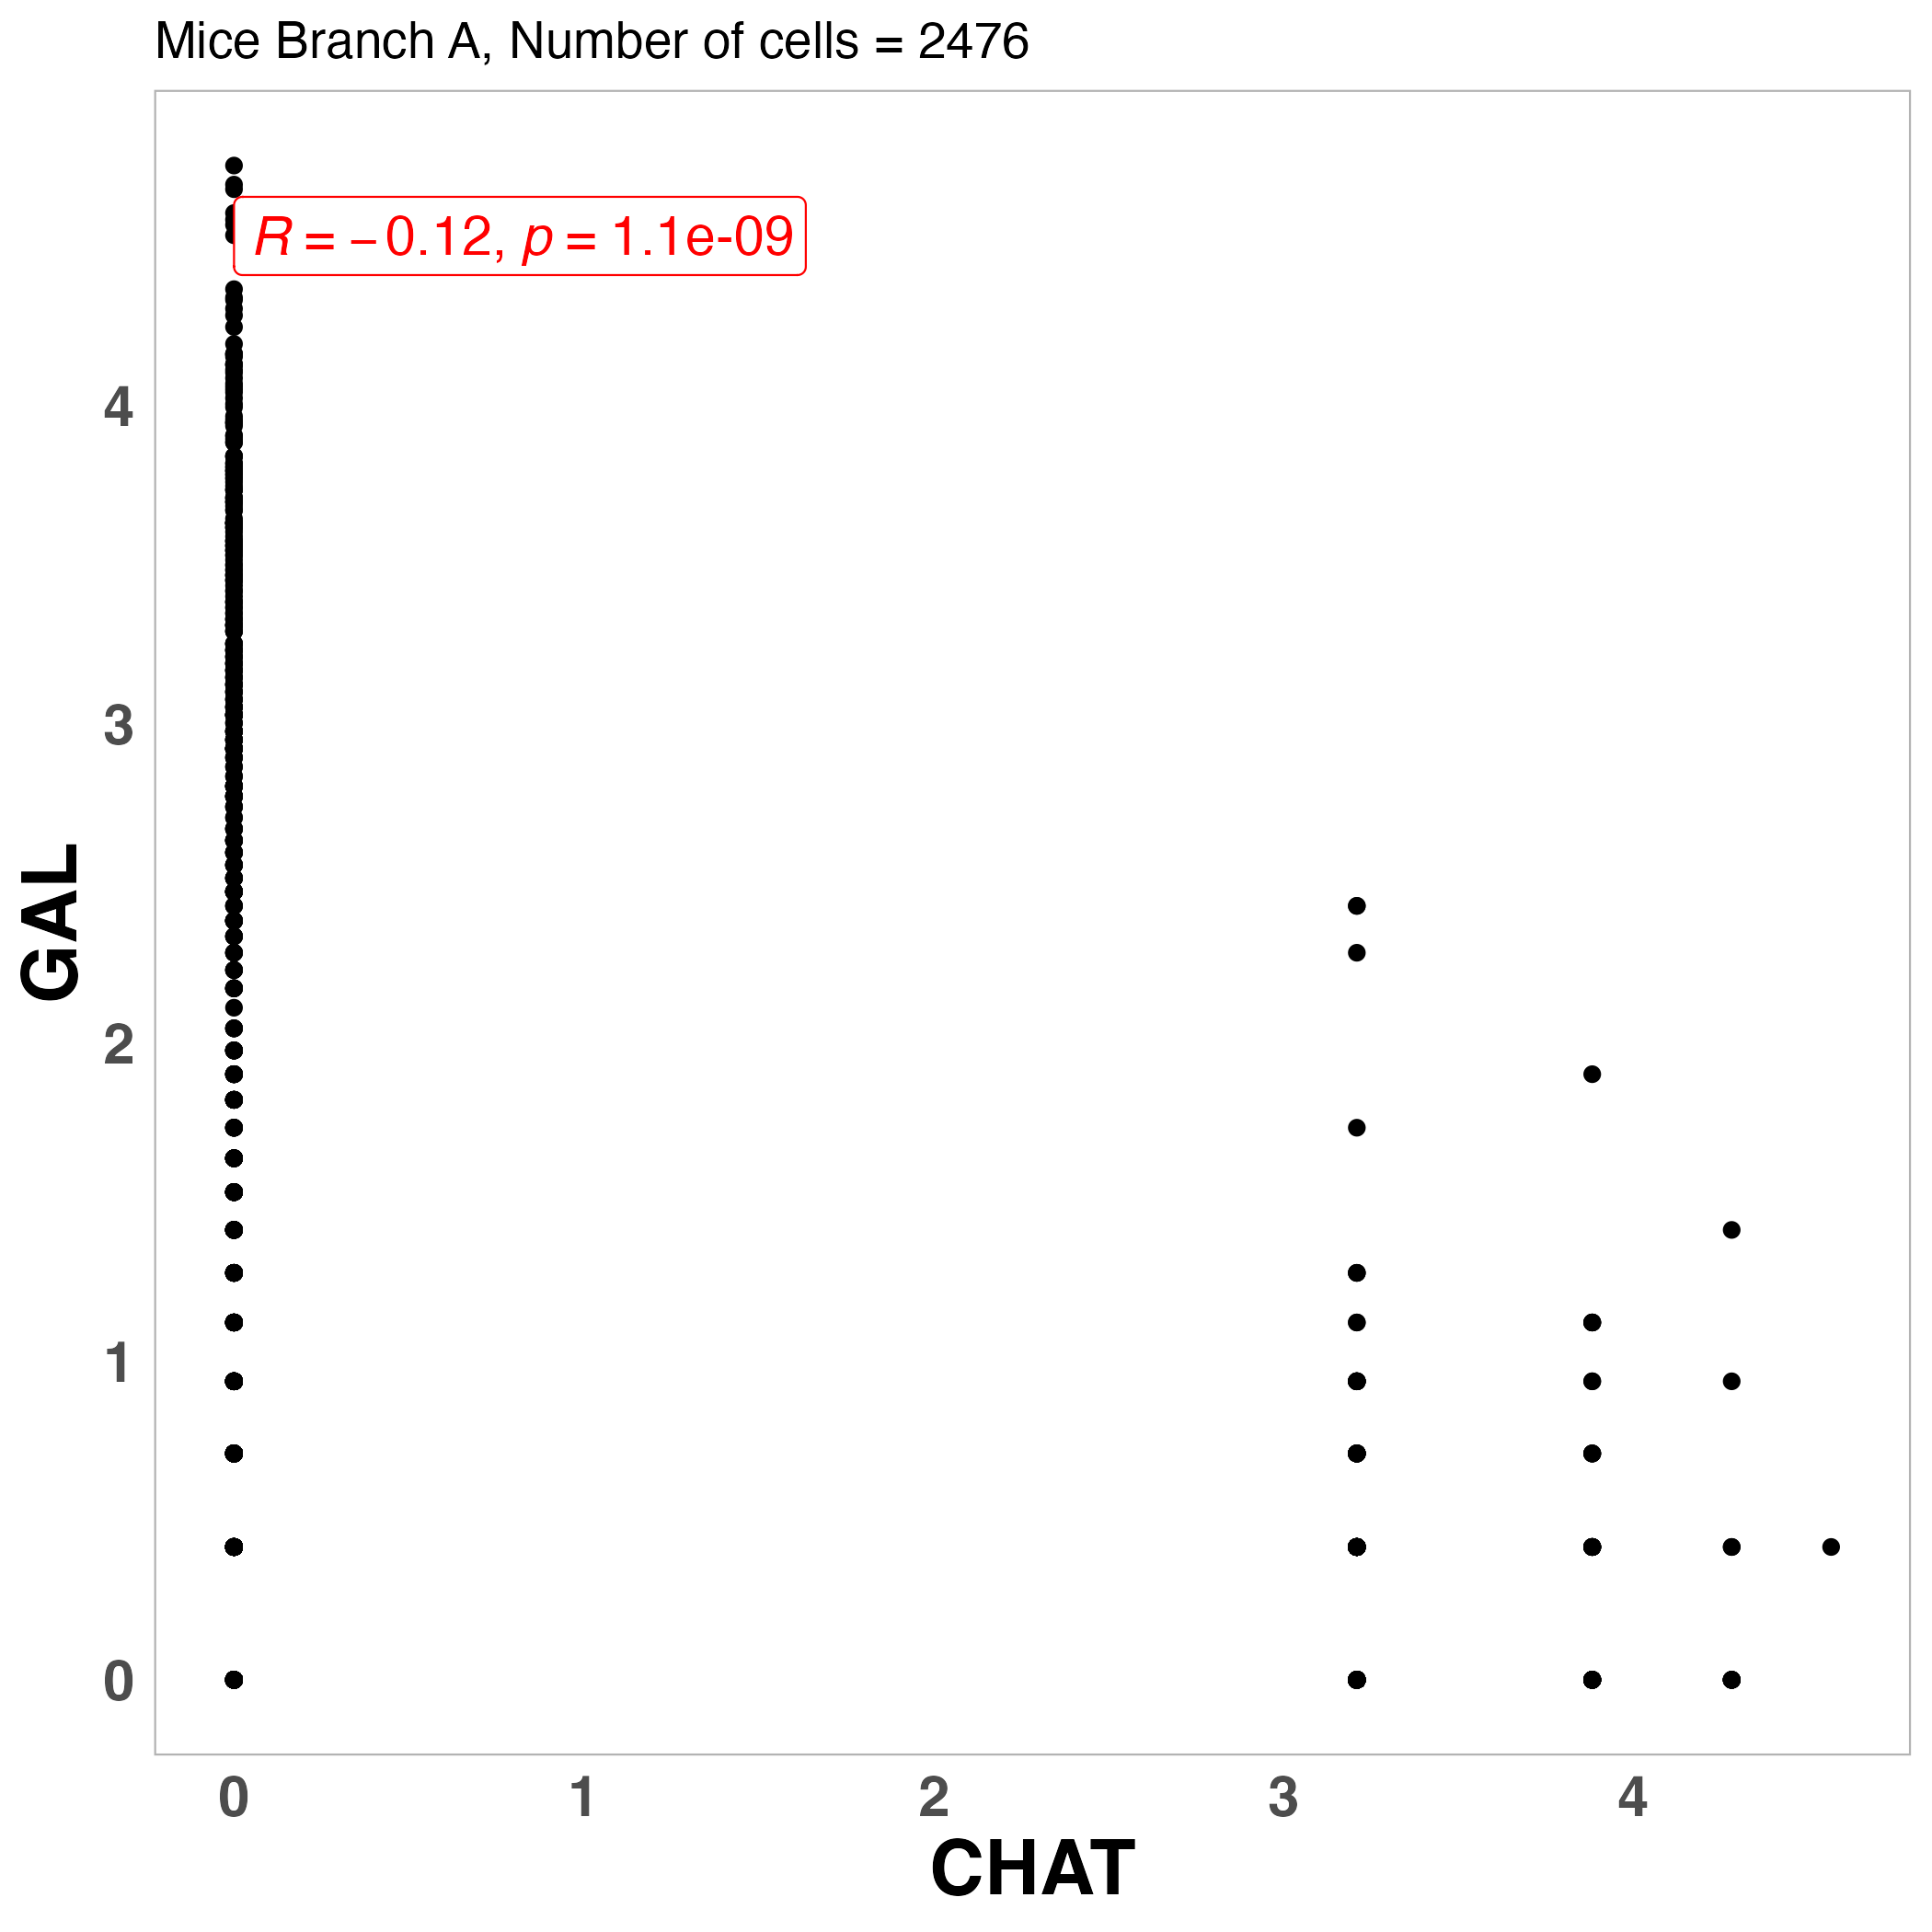 Mice Branch A, Number of cells = 2476
R = −0.12, p = 1.1e-09
4
3
2
1
0
GAL
0 1 2 3 4
CHAT